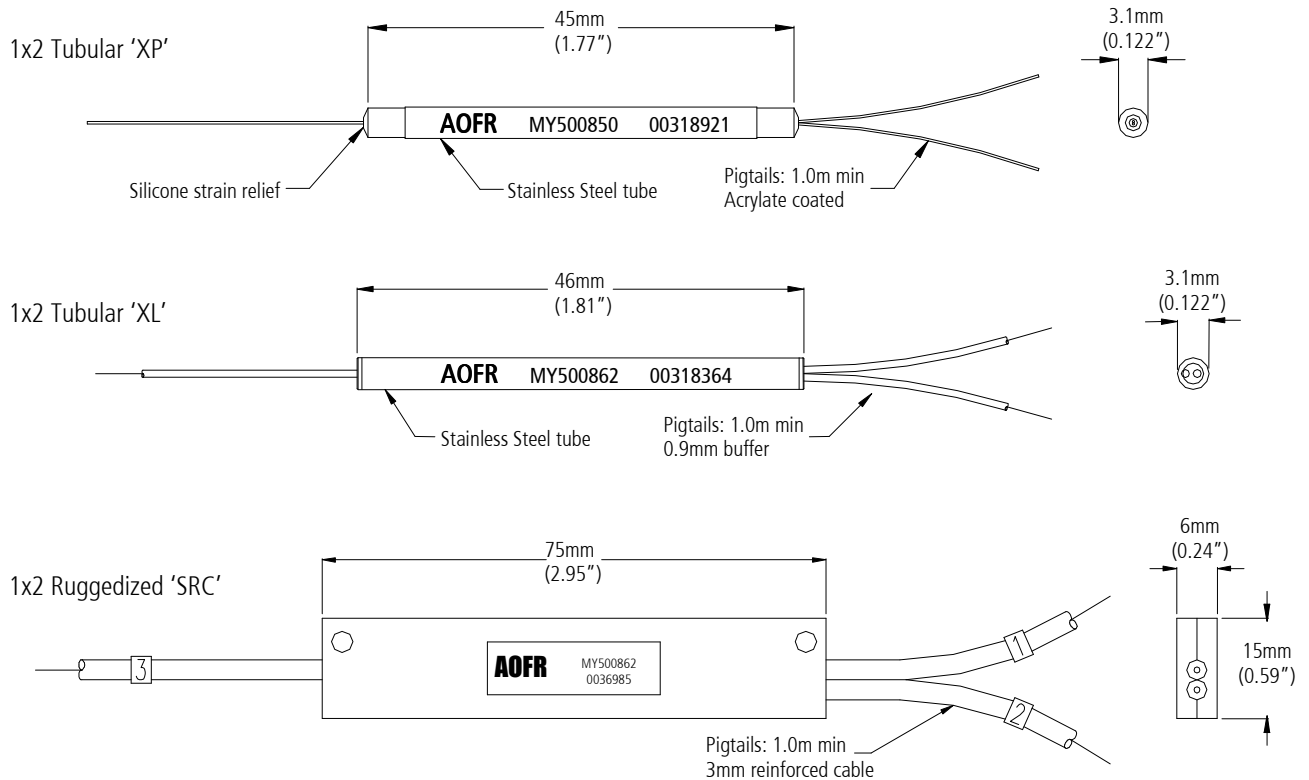 1x2 Tubular ‘XP’
45mm
(1.77”)
3.1mm
(0.122”)
AOFR MY500850 00318921
Silicone strain relief
Stainless Steel tube
Pigtails: 1.0m min
Acrylate coated
1x2 Tubular ‘XL’
46mm
(1.81”)
3.1mm
(0.122”)
AOFR MY500862 00318364
Stainless Steel tube
Pigtails: 1.0m min
0.9mm buffer
1x2 Ruggedized ‘SRC’
75mm
(2.95”)
6mm
(0.24”)
3
AOFR MY500862
0036985
1
2
15mm
(0.59”)
Pigtails: 1.0m min
3mm reinforced cable